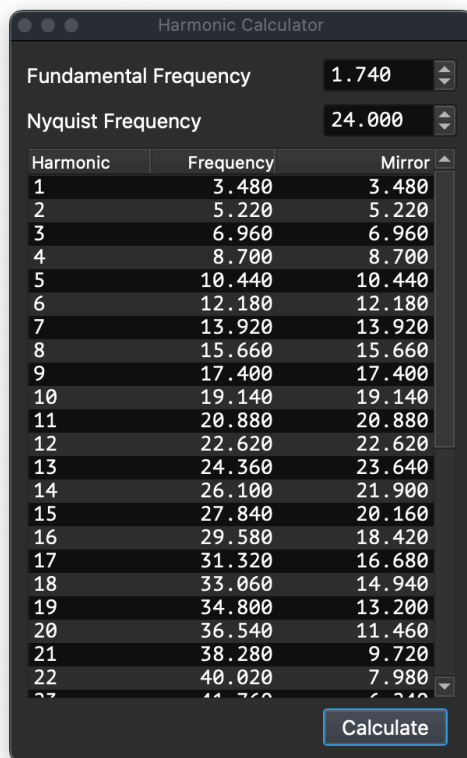 Harmonic Calculator
Fundamental Frequency 1.740
Nyquist Frequency 24.000
Harmonic Frequency Mirror
1 3.480 3.480
2 5.220 5.220
3 6.960 6.960
4 8.700 8.700
5 10.440 10.440
6 12.180 12.180
7 13.920 13.920
8 15.660 15.660
9 17.400 17.400
10 19.140 19.140
11 20.880 20.880
12 22.620 22.620
13 24.360 23.640
14 26.100 21.900
15 27.840 20.160
16 29.580 18.420
17 31.320 16.680
18 33.060 14.940
19 34.800 13.200
20 36.540 11.460
21 38.280 9.720
22 40.020 7.980
23 41.760 6.240
Calculate